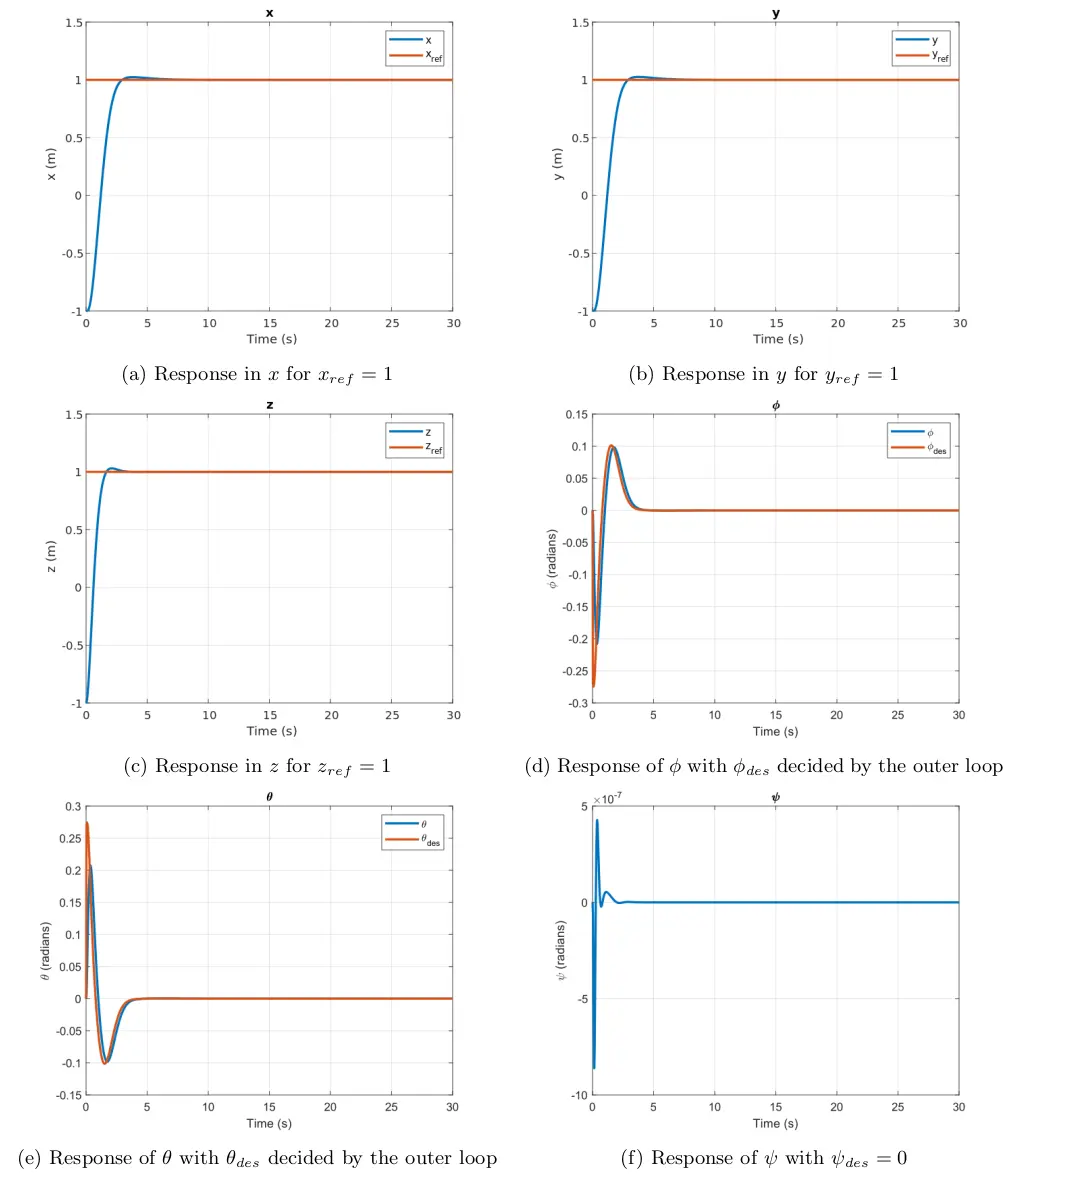 x
1.5
1
0.5
0
-0.5
-1
x (m)
0 5 10 15 20 25 30
Time (s)
x
x_ref
(a) Response in x for x_ref = 1
y
1.5
1
0.5
0
-0.5
-1
y (m)
0 5 10 15 20 25 30
Time (s)
y
y_ref
(b) Response in y for y_ref = 1
z
1.5
1
0.5
0
-0.5
-1
z (m)
0 5 10 15 20 25 30
Time (s)
z
z_ref
(c) Response in z for z_ref = 1
ϕ
0.15
0.1
0.05
0
-0.05
-0.1
-0.15
-0.2
-0.25
-0.3
ϕ (radians)
0 5 10 15 20 25 30
Time (s)
ϕ
ϕ_des
(d) Response of ϕ with ϕ_des decided by the outer loop
θ
0.3
0.25
0.2
0.15
0.1
0.05
0
-0.05
-0.1
-0.15
θ (radians)
0 5 10 15 20 25 30
Time (s)
θ
θ_des
(e) Response of θ with θ_des decided by the outer loop
ψ
×10⁻⁷
5
0
-5
-10
ψ (radians)
0 5 10 15 20 25 30
Time (s)
(f) Response of ψ with ψ_des = 0